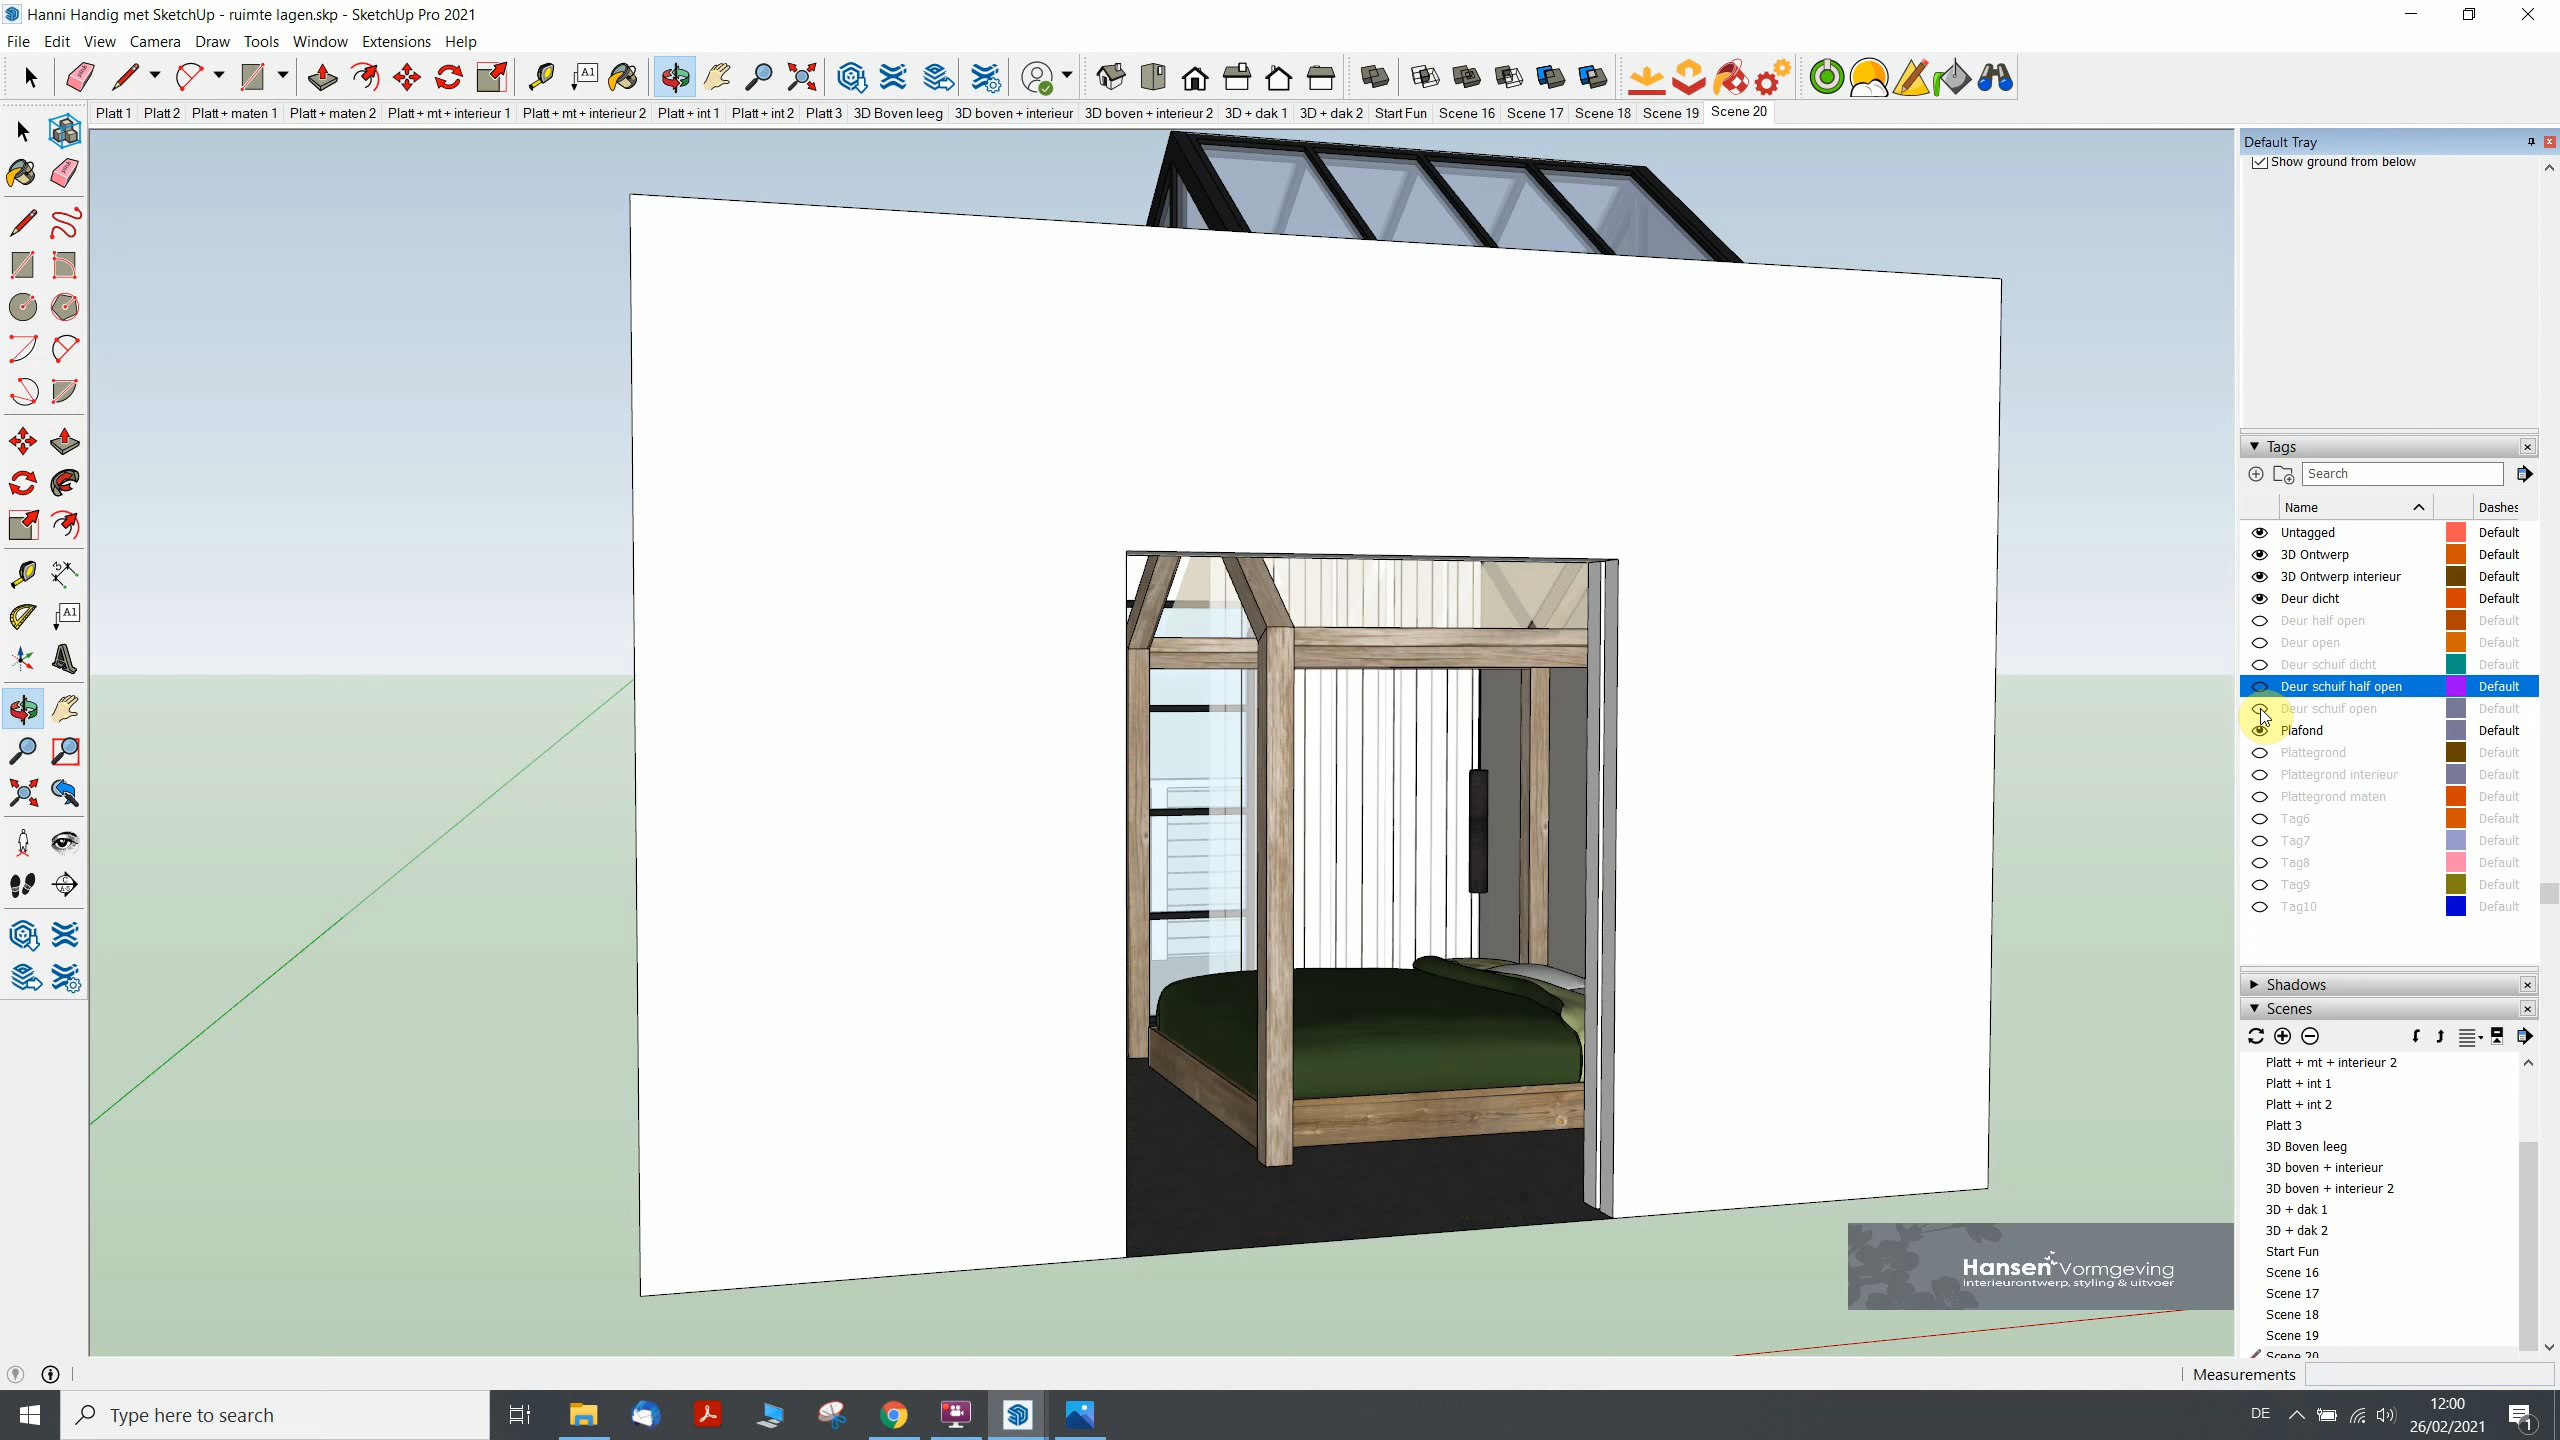 Hanni Handig met SketchUp - ruimte lagen.skp - SketchUp Pro 2021
File Edit View Camera Draw Tools Window Extensions Help
Platt 1 Platt 2 Platt + maten 1 Platt + maten 2 Platt + mt + interieur 1 Platt + mt + interieur 2 Platt + int 1 Platt + int 2 Platt 3 3D Boven leeg 3D boven + interieur 3D boven + interieur 2 3D + dak 1 3D + dak 2 Start Fun Scene 16 Scene 17 Scene 18 Scene 19 Scene 20
Default Tray
Show ground from below
Tags
Search
Name Dashes
Untagged Default
3D Ontwerp Default
3D Ontwerp interieur Default
Deur dicht Default
Deur half open Default
Deur open Default
Deur schuif dicht Default
Deur schuif half open Default
Deur schuif open Default
Plafond Default
Plattegrond Default
Plattegrond interieur Default
Plattegrond maten Default
Tag6 Default
Tag7 Default
Tag8 Default
Tag9 Default
Tag10 Default
Shadows
Scenes
Platt + mt + interieur 2
Platt + int 1
Platt + int 2
Platt 3
3D Boven leeg
3D boven + interieur
3D boven + interieur 2
3D + dak 1
3D + dak 2
Start Fun
Scene 16
Scene 17
Scene 18
Scene 19
Scene 20
Hansen Vormgeving
interieurontwerp, styling & uitvoer
Measurements
Type here to search
DE
12:00
26/02/2021
1